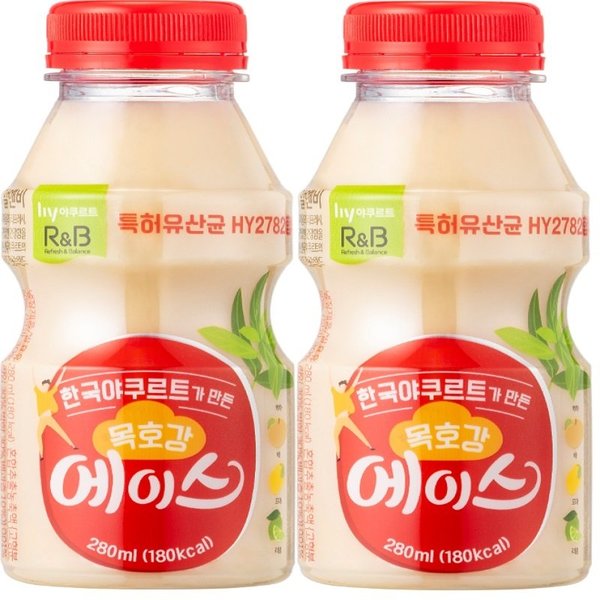 hy야쿠르트
R&B
Refresh & Balance
특허유산균 HY2782
한국야쿠르트가 만든
목호강
에이스
280ml (180kcal)
hy야쿠르트
R&B
Refresh & Balance
특허유산균 HY2782
한국야쿠르트가 만든
목호강
에이스
280ml (180kcal)